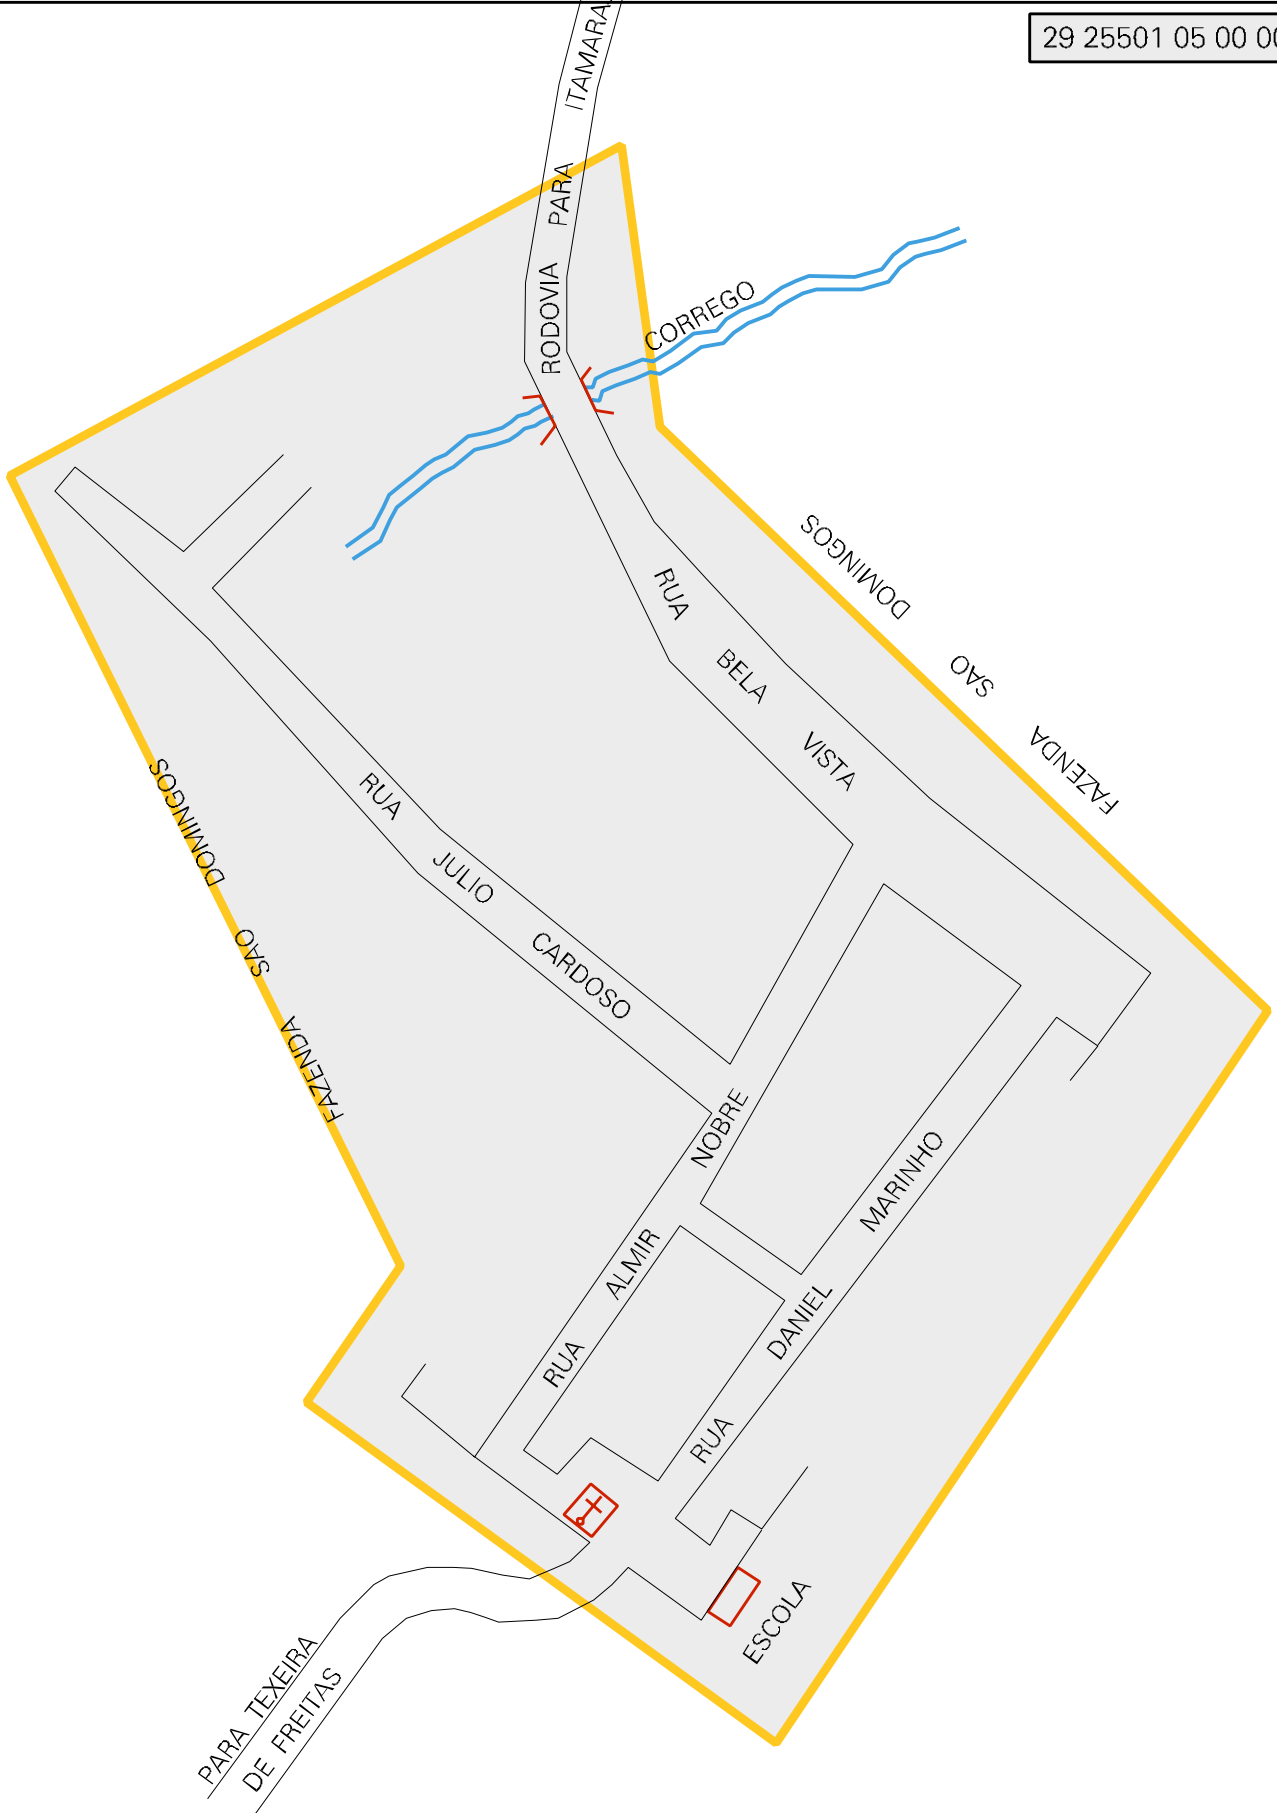 29 25501 05 00 00
RODOVIA PARA ITAMARA
CORREGO
RUA BELA VISTA
FAZENDA SAO DOMINGOS
FAZENDA SAO DOMINGOS
RUA JULIO CARDOSO
RUA ALMIR NOBRE
RUA DANIEL MARINHO
ESCOLA
PARA TEXEIRA
DE FREITAS